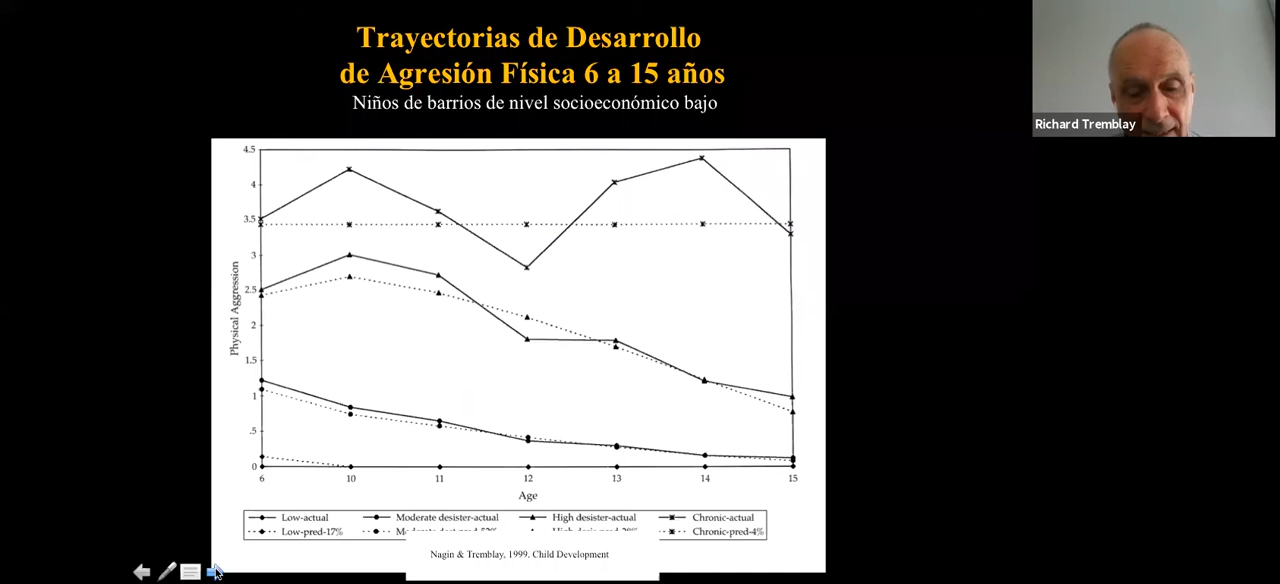 Trayectorias de Desarrollo
de Agresión Física 6 a 15 años
Niños de barrios de nivel socioeconómico bajo
Richard Tremblay
4.5
4
3.5
3
2.5
2
1.5
1
.5
0
Physical Aggression
6 10 11 12 13 14 15
Age
Low-actual Moderate desister-actual High desister-actual Chronic-actual
Low-pred-17% Chronic-pred-4%
Nagin & Tremblay, 1999. Child Development